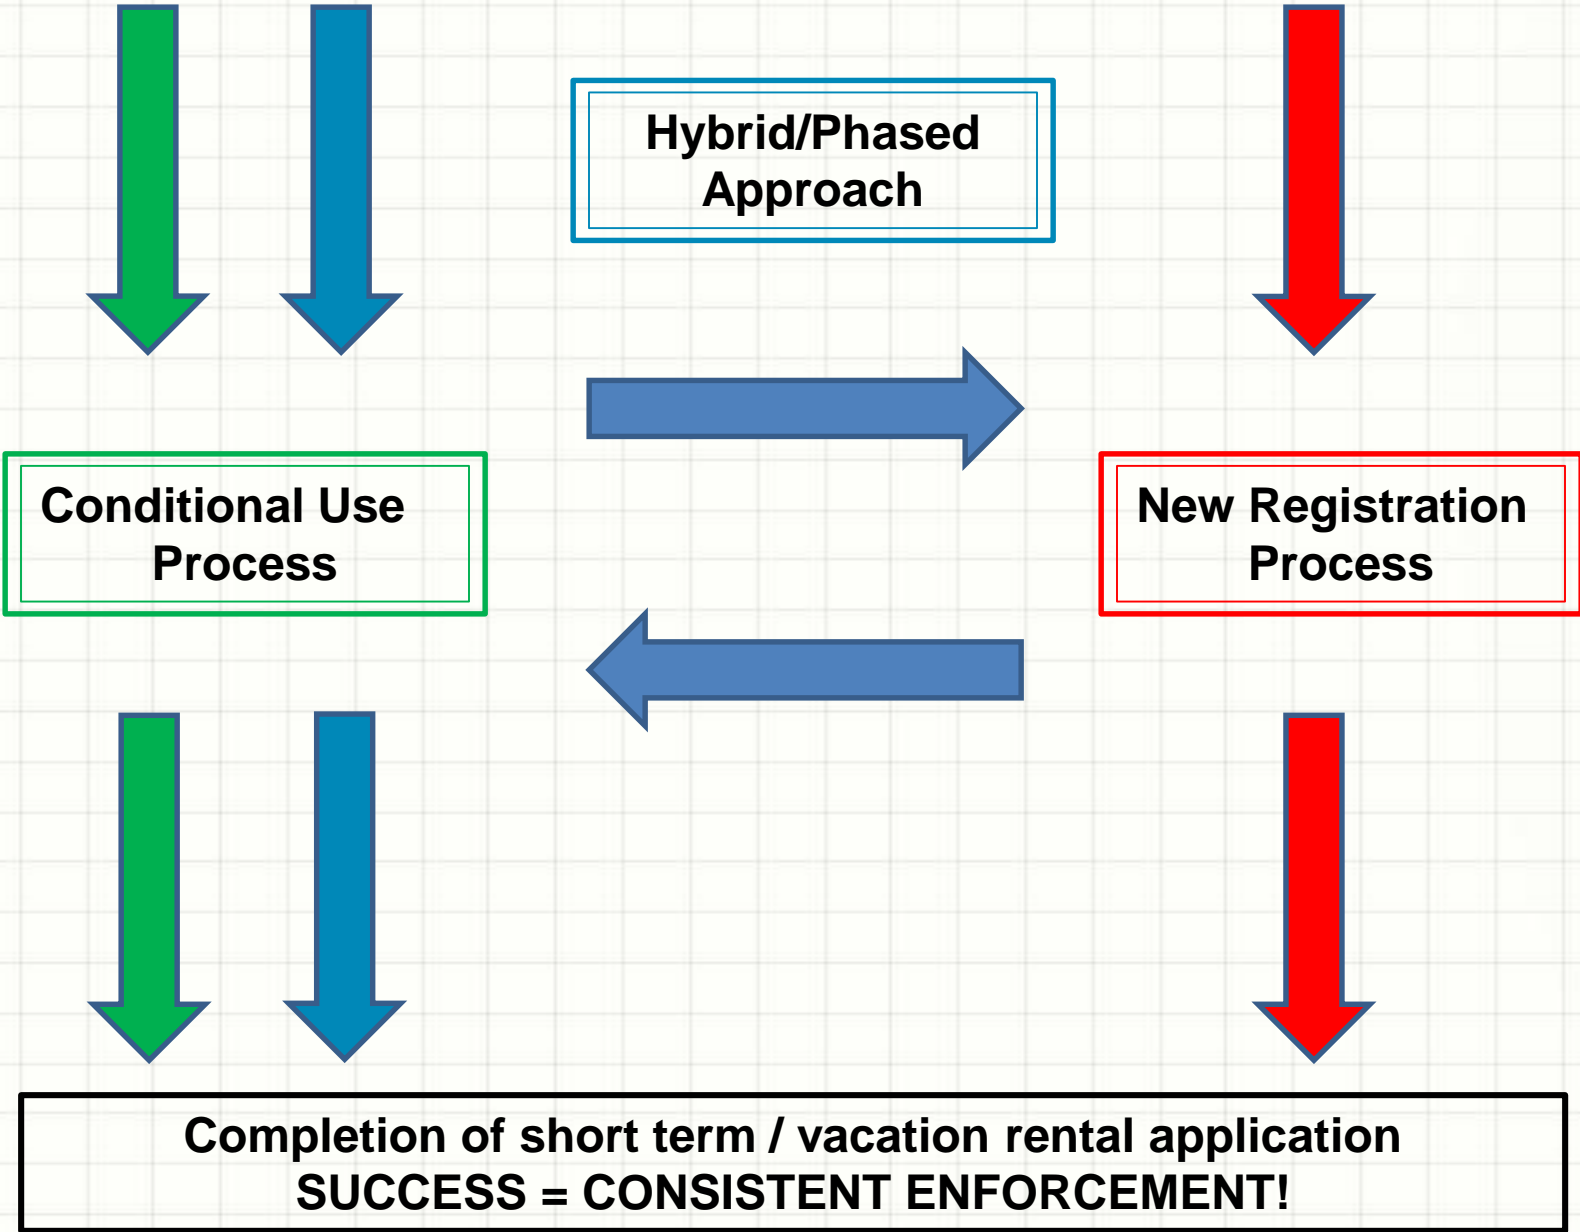 Hybrid/Phased
Approach
Conditional Use
Process
New Registration
Process
Completion of short term / vacation rental application
SUCCESS = CONSISTENT ENFORCEMENT!